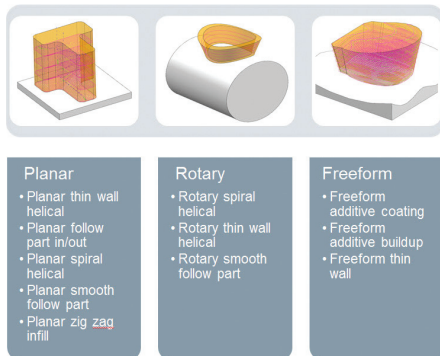 Planar
• Planar thin wall
helical
• Planar follow
part in/out
• Planar spiral
helical
• Planar smooth
follow part
• Planar zig zag
infill
Rotary
• Rotary spiral
helical
• Rotary thin wall
helical
• Rotary smooth
follow part
Freeform
• Freeform
additive coating
• Freeform
additive buildup
• Freeform thin
wall